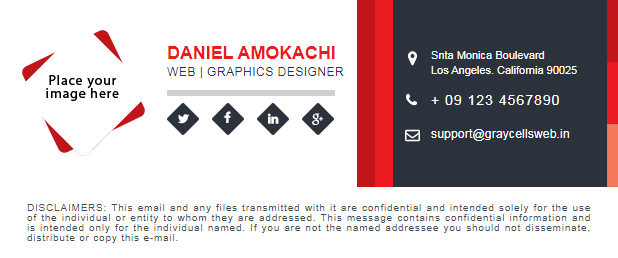 Place your
image here
DANIEL AMOKACHI
WEB | GRAPHICS DESIGNER
Snta Monica Boulevard
Los Angeles. California 90025
+ 09 123 4567890
support@graycellsweb.in
DISCLAIMERS: This email and any files transmitted with it are confidential and intended solely for the use
of the individual or entity to whom they are addressed. This message contains confidential information and
is intended only for the individual named. If you are not the named addressee you should not disseminate,
distribute or copy this e-mail.